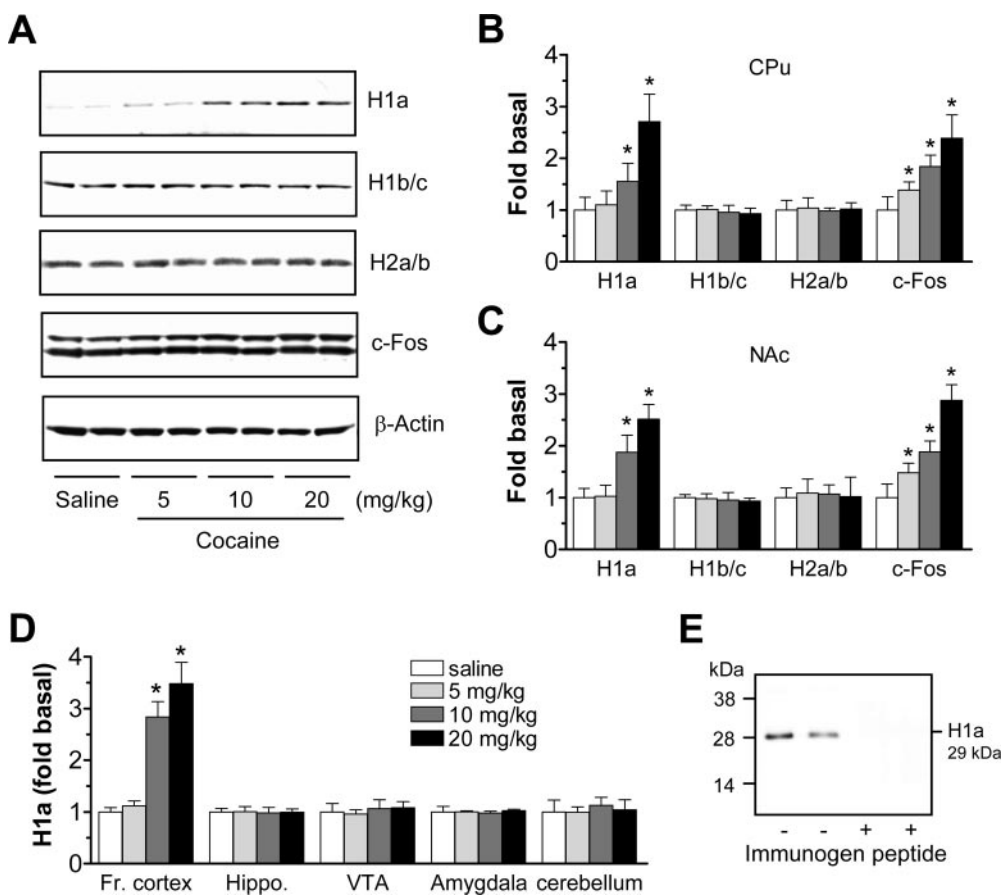 A
H1a
H1b/c
H2a/b
c-Fos
β-Actin
Saline 5 10 20 (mg/kg)
Cocaine
B
CPu
Fold basal
4
3
2
1
0
H1a H1b/c H2a/b c-Fos
* * * * *
C
NAc
Fold basal
4
3
2
1
0
H1a H1b/c H2a/b c-Fos
* * * * *
D
H1a (fold basal)
4
3
2
1
0
* *
saline
5 mg/kg
10 mg/kg
20 mg/kg
Fr. cortex Hippo. VTA Amygdala cerebellum
E
kDa
38
28
14
H1a
29 kDa
- - + +
Immunogen peptide